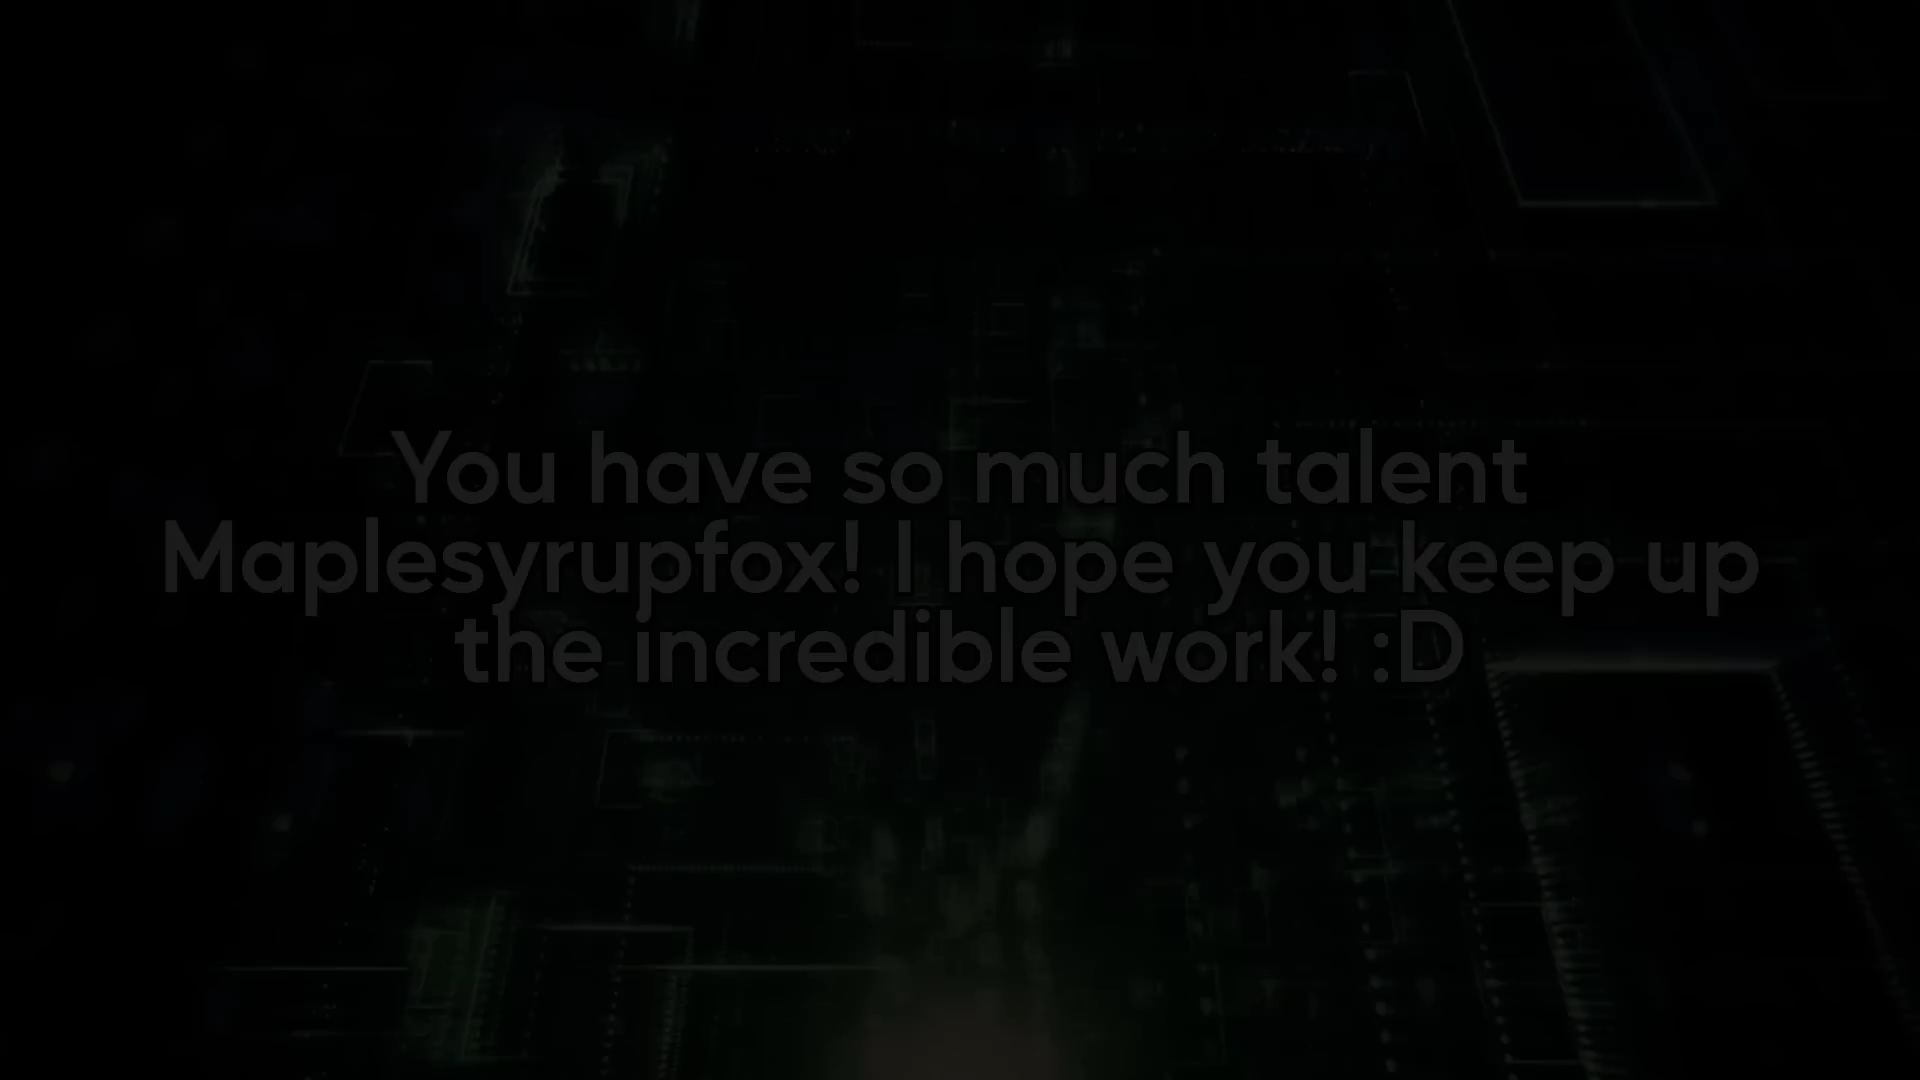 You have so much talent
Maplesyrupfox! I hope you keep up
the incredible work! :D